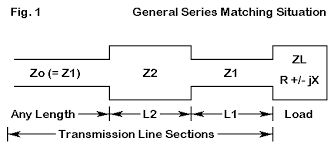 Fig. 1 General Series Matching Situation
Zo (= Z1) Z2 Z1 ZL
R +/- jX
Any Length L2 L1 Load
Transmission Line Sections